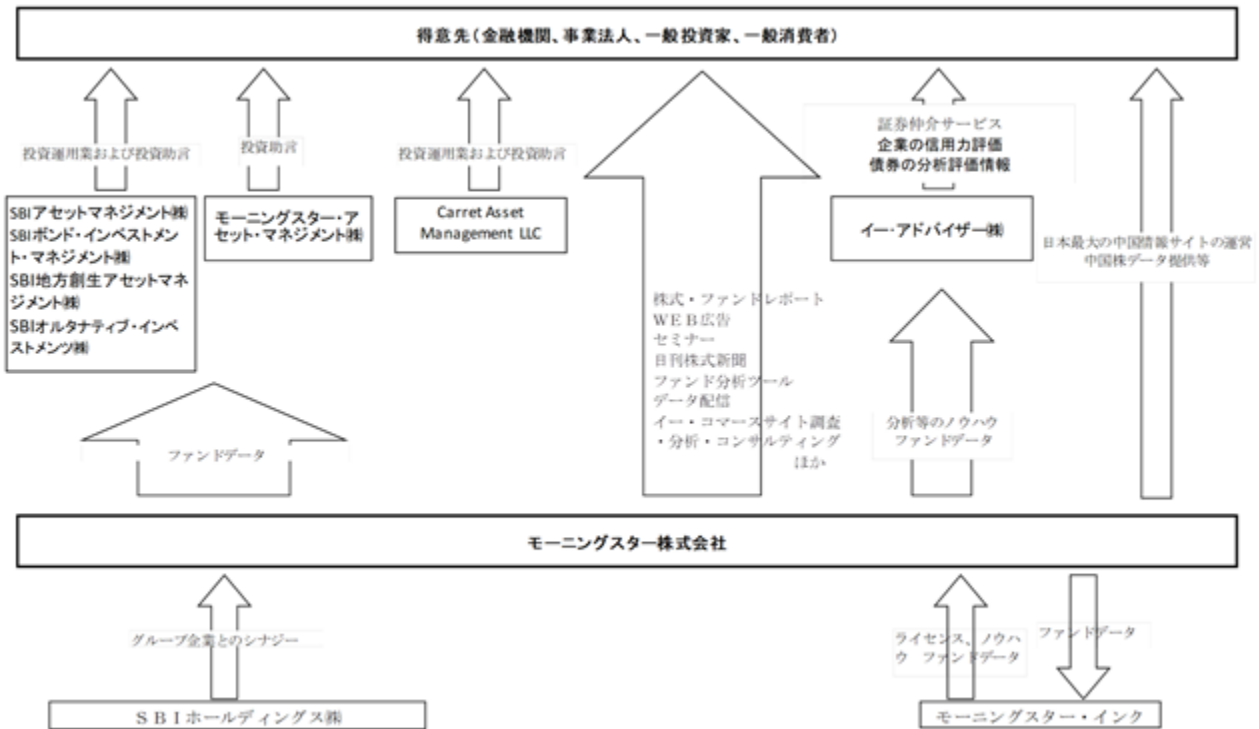 得意先(金融機関、事業法人、一般投資家、一般消費者)
投資運用業および投資助言
投資助言
投資運用業および投資助言
証券仲介サービス
企業の信用力評価
債券の分析評価情報
SBIアセットマネジメント㈱
SBIボンド・インベストメン
ト・マネジメント㈱
SBI地方創生アセットマネ
ジメント㈱
SBIオルタナティブ・インベ
ストメンツ㈱
モーニングスター・ア
セット・マネジメント㈱
Carret Asset
Management LLC
イー・アドバイザー㈱
日本最大の中国情報サイトの運営
中国株データ提供等
株式・ファンドレポート
WEB広告
セミナー
日刊株式新聞
ファンド分析ツール
データ配信
イー・コマースサイト調査
・分析・コンサルティング
ほか
分析等のノウハウ
ファンドデータ
ファンドデータ
モーニングスター株式会社
グループ企業とのシナジー
ライセンス、ノウハ
ウ ファンドデータ
ファンドデータ
SBIホールディングス㈱
モーニングスター・インク